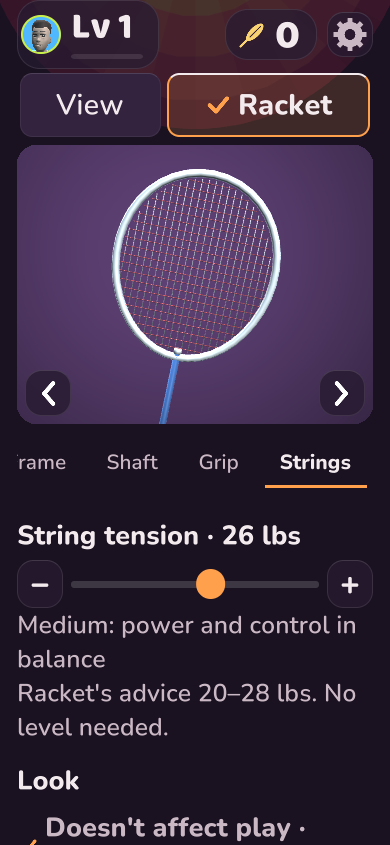 Lv 1
0
View
Racket
rame Shaft Grip Strings
String tension · 26 lbs
Medium: power and control in
balance
Racket's advice 20–28 lbs. No
level needed.
Look
Doesn't affect play ·